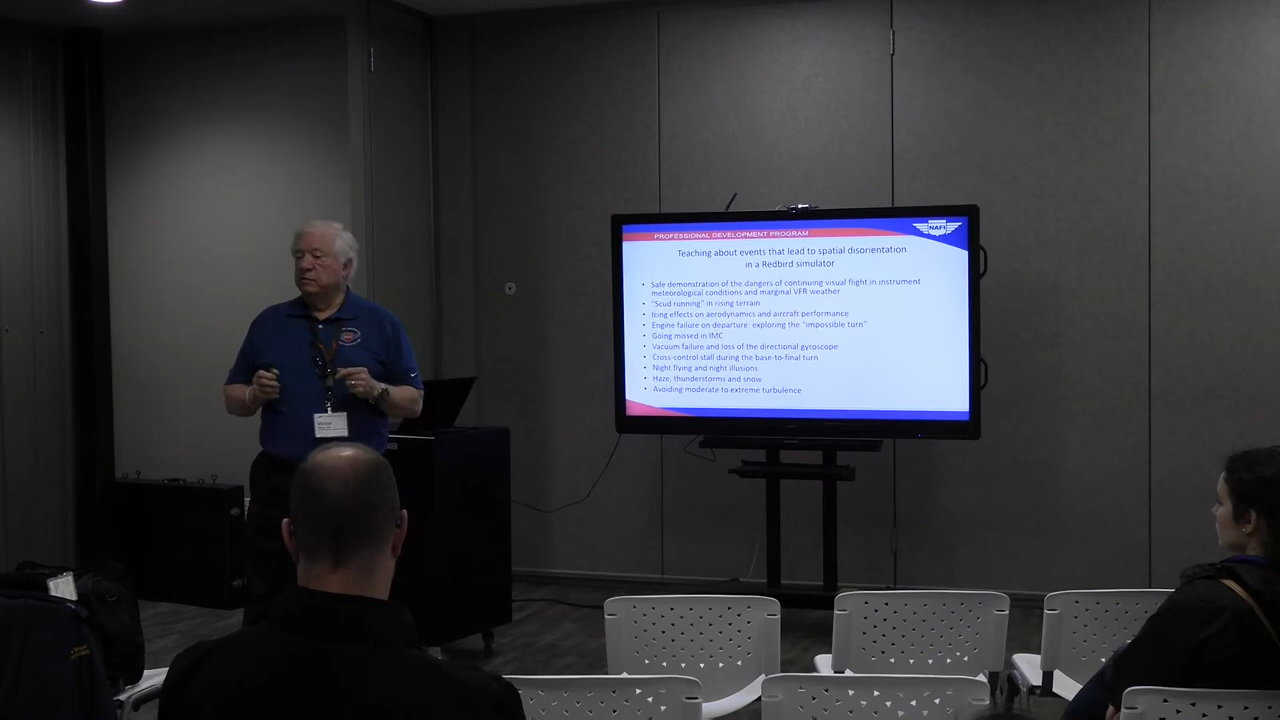 PROFESSIONAL DEVELOPMENT PROGRAM
NAFI
Teaching about events that lead to spatial disorientation
in a Redbird simulator
• Safe demonstration of the dangers of continuing visual flight in instrument
meteorological conditions and marginal VFR weather
• "Scud running" in rising terrain
• Icing effects on aerodynamics and aircraft performance
• Engine failure on departure: exploring the "impossible turn"
• Going missed in IMC
• Vacuum failure and loss of the directional gyroscope
• Cross-control stall during the base-to-final turn
• Night flying and night illusions
• Haze, thunderstorms and snow
• Avoiding moderate to extreme turbulence
Victor